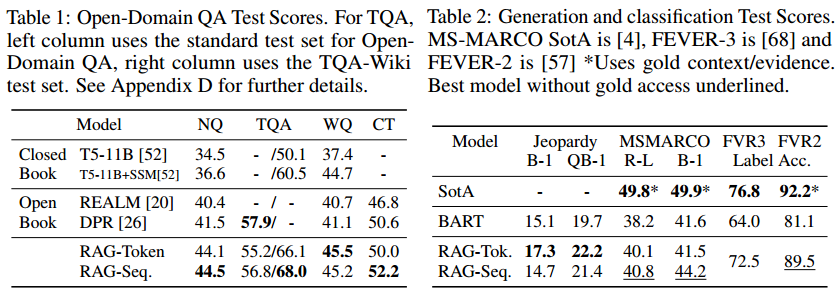 Table 1: Open-Domain QA Test Scores. For TQA,
left column uses the standard test set for Open-
Domain QA, right column uses the TQA-Wiki
test set. See Appendix D for further details.
Model NQ TQA WQ CT
Closed T5-11B [52] 34.5 - /50.1 37.4 -
Book T5-11B+SSM[52] 36.6 - /60.5 44.7 -
Open REALM [20] 40.4 - / - 40.7 46.8
Book DPR [26] 41.5 57.9/ - 41.1 50.6
RAG-Token 44.1 55.2/66.1 45.5 50.0
RAG-Seq. 44.5 56.8/68.0 45.2 52.2
Table 2: Generation and classification Test Scores.
MS-MARCO SotA is [4], FEVER-3 is [68] and
FEVER-2 is [57] *Uses gold context/evidence.
Best model without gold access underlined.
Model Jeopardy MSMARCO FVR3 FVR2
B-1 QB-1 R-L B-1 Label Acc.
SotA - - 49.8* 49.9* 76.8 92.2*
BART 15.1 19.7 38.2 41.6 64.0 81.1
RAG-Tok. 17.3 22.2 40.1 41.5 72.5 89.5
RAG-Seq. 14.7 21.4 40.8 44.2